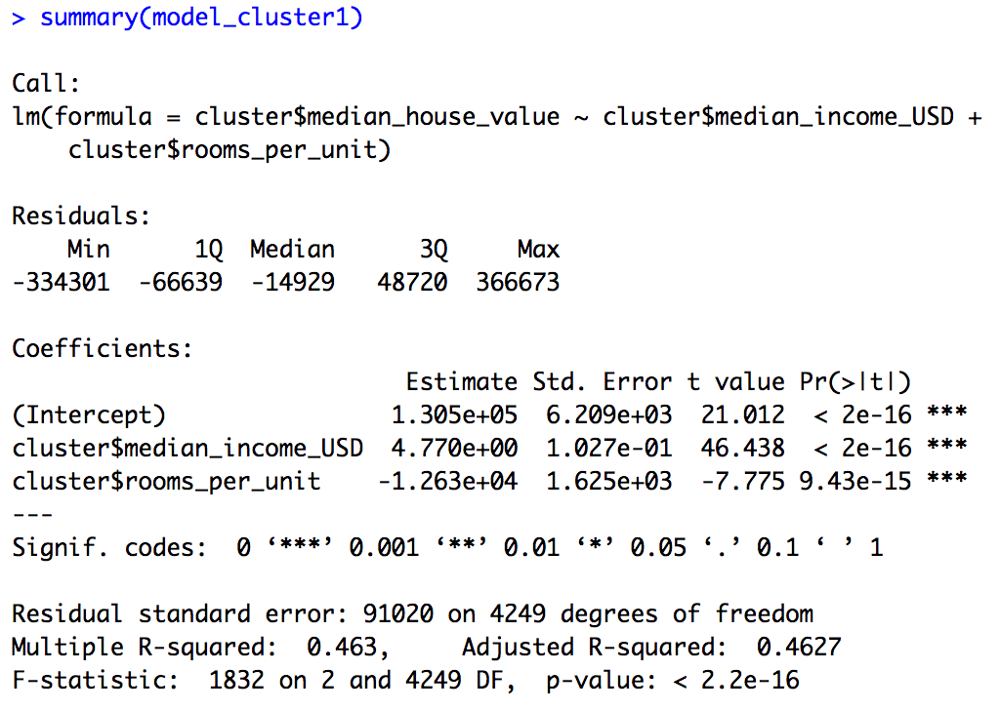 > summary(model_cluster1)
Call:
lm(formula = cluster$median_house_value ~ cluster$median_income_USD +
    cluster$rooms_per_unit)
Residuals:
    Min      1Q  Median      3Q     Max
-334301  -66639  -14929   48720  366673
Coefficients:
                            Estimate Std. Error t value Pr(>|t|)
(Intercept)                1.305e+05  6.209e+03  21.012  < 2e-16 ***
cluster$median_income_USD  4.770e+00  1.027e-01  46.438  < 2e-16 ***
cluster$rooms_per_unit    -1.263e+04  1.625e+03  -7.775 9.43e-15 ***
---
Signif. codes:  0 ‘***’ 0.001 ‘**’ 0.01 ‘*’ 0.05 ‘.’ 0.1 ‘ ’ 1
Residual standard error: 91020 on 4249 degrees of freedom
Multiple R-squared:  0.463,     Adjusted R-squared:  0.4627
F-statistic:  1832 on 2 and 4249 DF,  p-value: < 2.2e-16